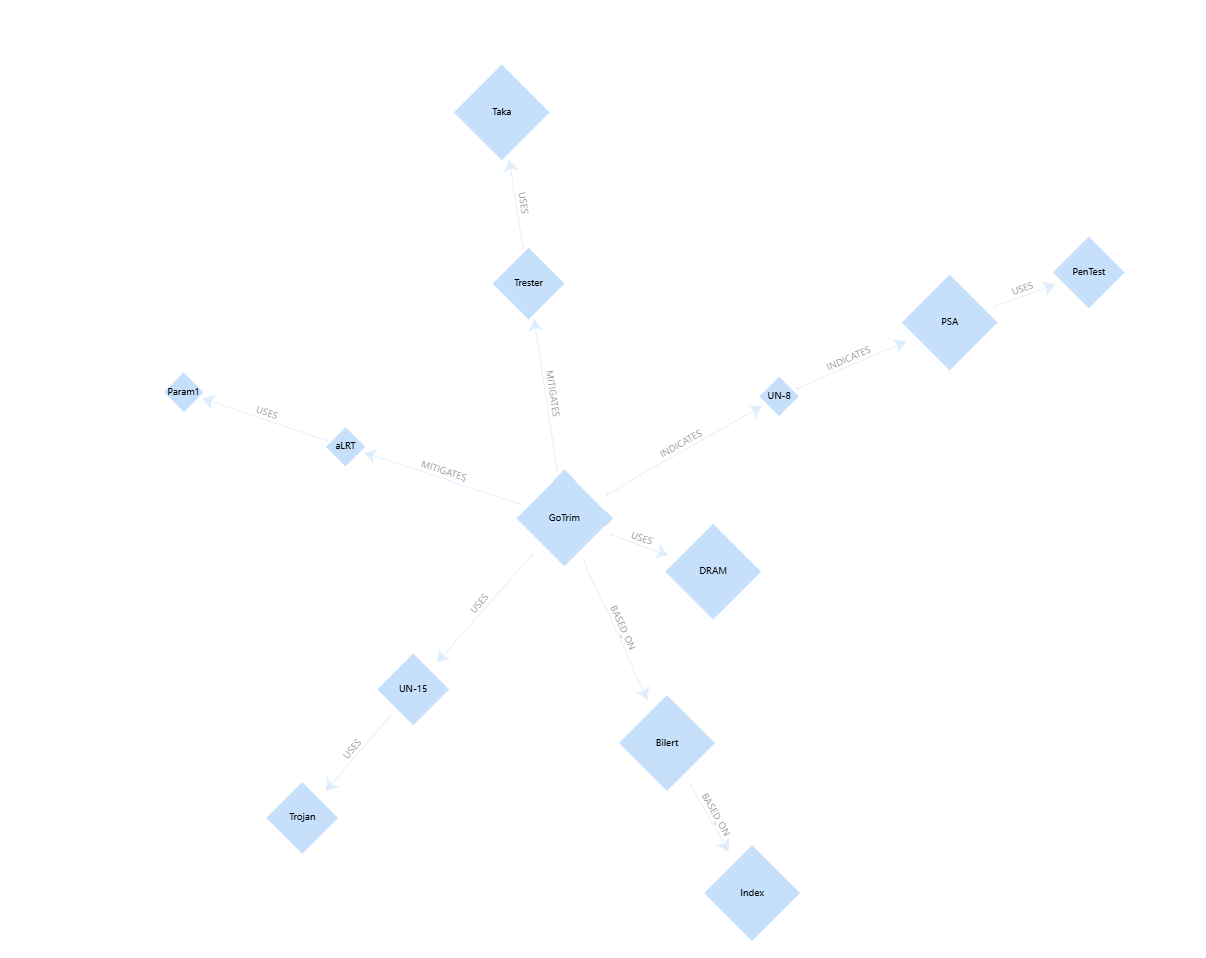 Taka
USES
Trester
PenTest
USES
PSA
MITIGATES
INDICATES
Param1
UN-8
USES
aLRT
INDICATES
MITIGATES
GoTrim
USES
DRAM
USES
BASED_ON
UN-15
Bilert
USES
BASED_ON
Trojan
Index